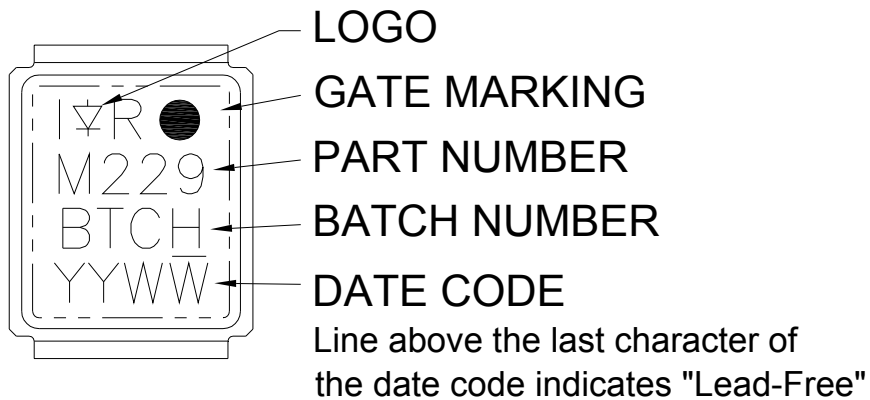 LOGO
I R
GATE MARKING
M229
PART NUMBER
BTCH
BATCH NUMBER
YYWW̅
DATE CODE
Line above the last character of
the date code indicates "Lead-Free"